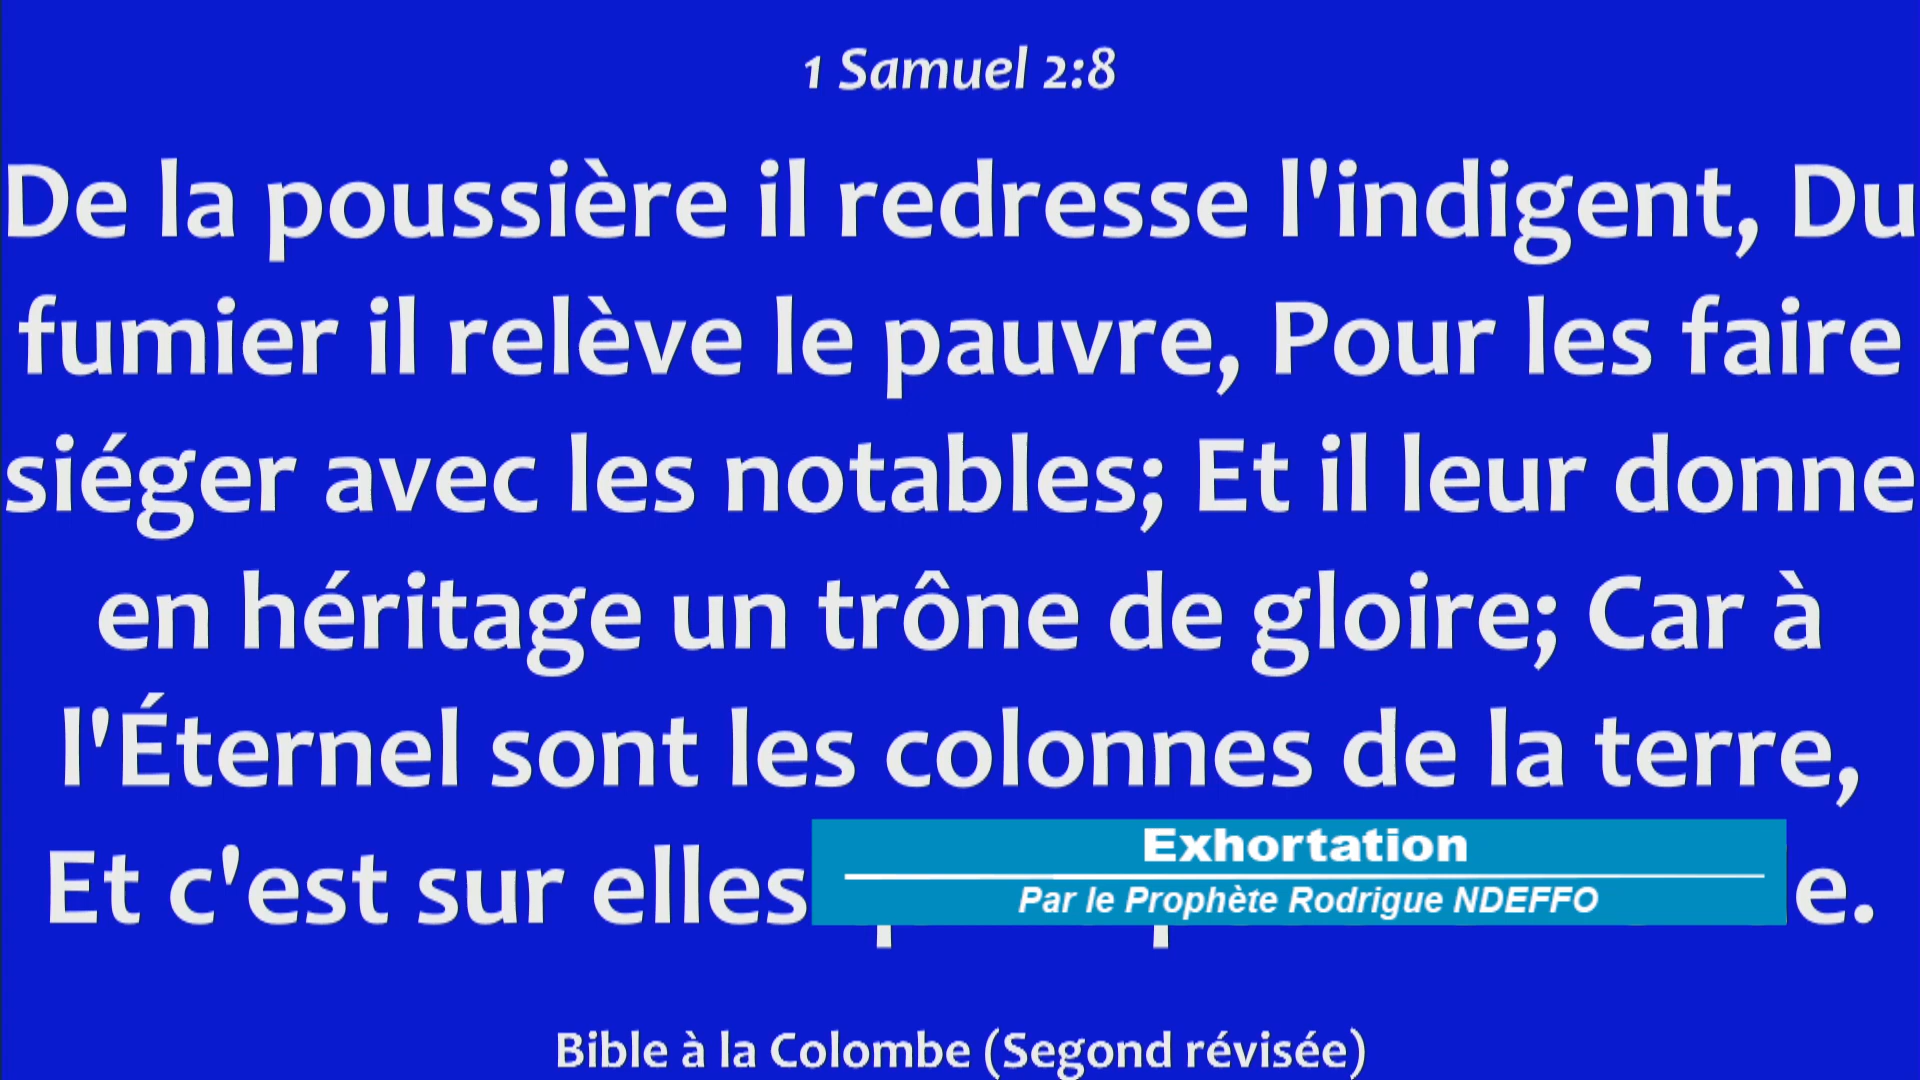 1 Samuel 2:8
De la poussière il redresse l'indigent, Du
fumier il relève le pauvre, Pour les faire
siéger avec les notables; Et il leur donne
en héritage un trône de gloire; Car à
l'Éternel sont les colonnes de la terre,
Et c'est sur elles
Exhortation
Par le Prophète Rodrigue NDEFFO
Bible à la Colombe (Segond révisée)